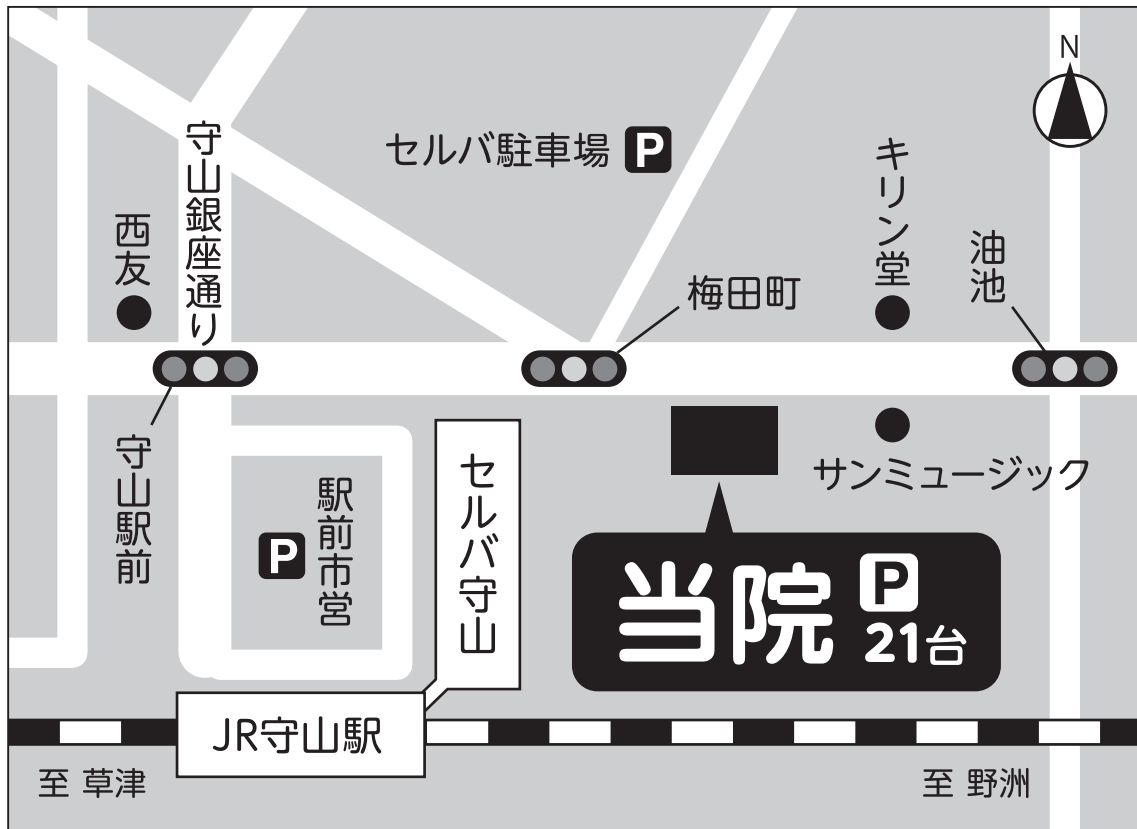 N
守山銀座通り
セルバ駐車場 P
キリン堂
西友
油池
梅田町
守山駅前
P 駅前市営
セルバ守山
サンミュージック
当院 P 21台
JR守山駅
至 草津
至 野洲